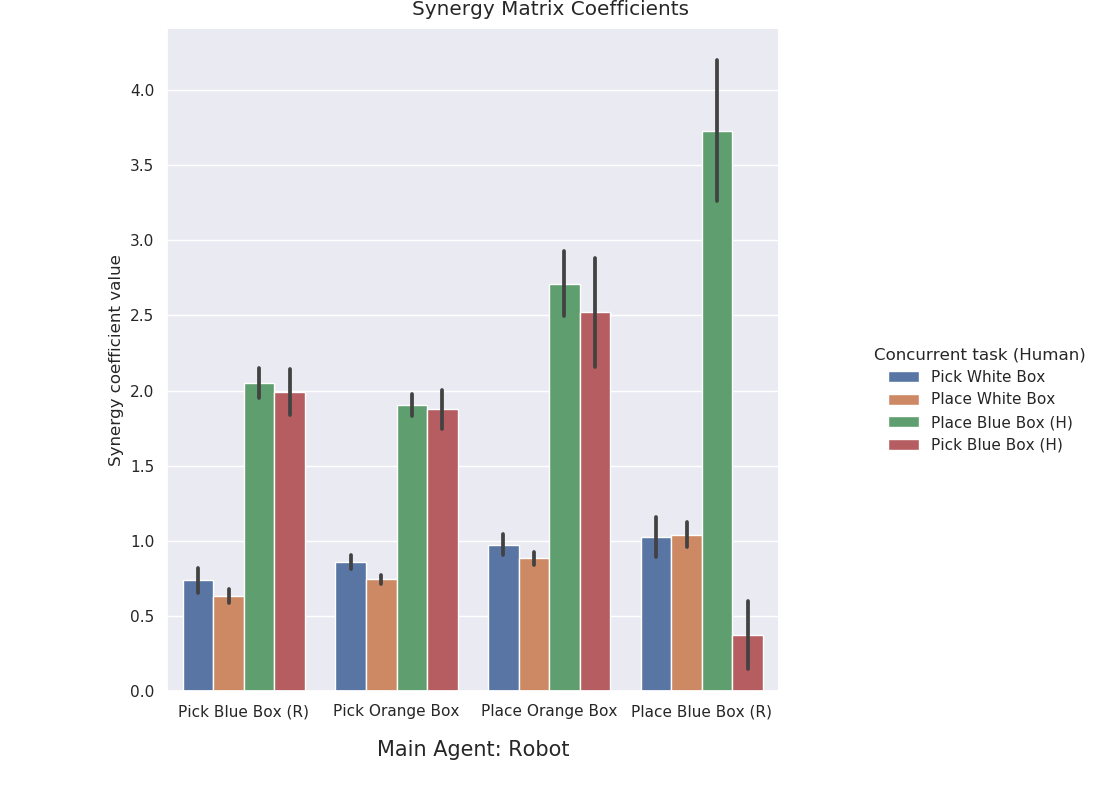 Synergy Matrix Coefficients
Synergy coefficient value
4.0
3.5
3.0
2.5
2.0
1.5
1.0
0.5
0.0
Pick Blue Box (R) Pick Orange Box Place Orange Box Place Blue Box (R)
Main Agent: Robot
Concurrent task (Human)
Pick White Box
Place White Box
Place Blue Box (H)
Pick Blue Box (H)